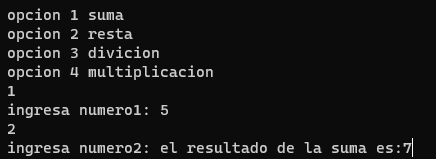 opcion 1 suma
opcion 2 resta
opcion 3 divicion
opcion 4 multiplicacion
1
ingresa numero1: 5
2
ingresa numero2: el resultado de la suma es:7